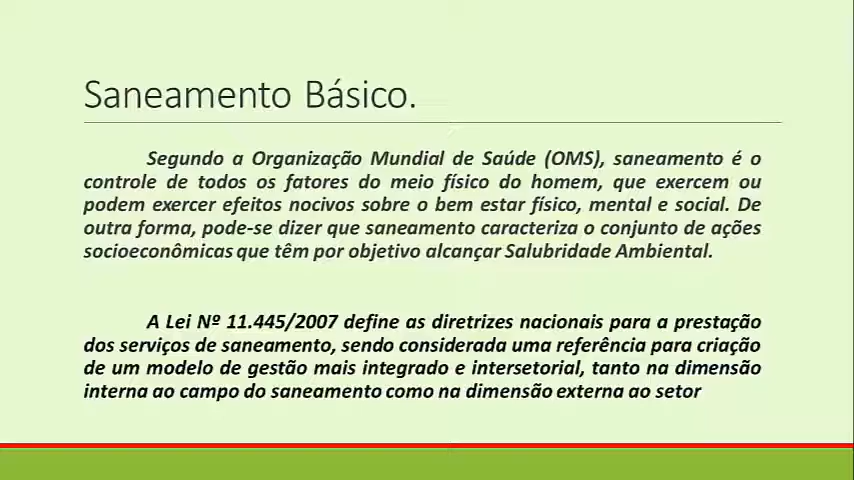 Saneamento Básico.
Segundo a Organização Mundial de Saúde (OMS), saneamento é o
controle de todos os fatores do meio físico do homem, que exercem ou
podem exercer efeitos nocivos sobre o bem estar físico, mental e social. De
outra forma, pode-se dizer que saneamento caracteriza o conjunto de ações
socioeconômicas que têm por objetivo alcançar Salubridade Ambiental.
A Lei Nº 11.445/2007 define as diretrizes nacionais para a prestação
dos serviços de saneamento, sendo considerada uma referência para criação
de um modelo de gestão mais integrado e intersetorial, tanto na dimensão
interna ao campo do saneamento como na dimensão externa ao setor